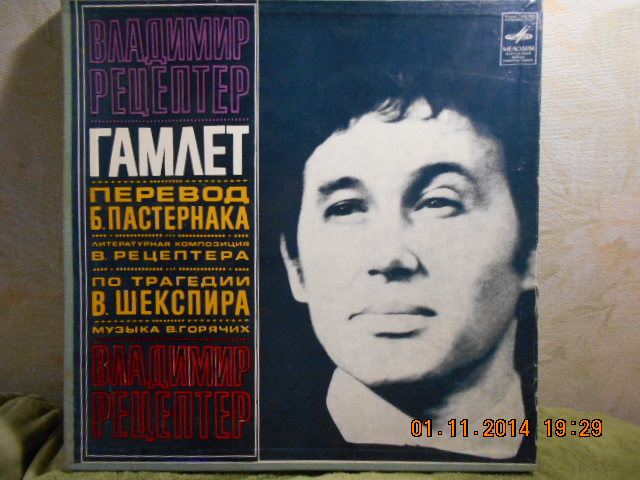 ВЛАДИМИР
РЕЦЕПТЕР
ГАМЛЕТ
ПЕРЕВОД
Б.ПАСТЕРНАКА
ЛИТЕРАТУРНАЯ КОМПОЗИЦИЯ
В. РЕЦЕПТЕРА
ПО ТРАГЕДИИ
В. ШЕКСПИРА
МУЗЫКА В.ГОРЯЧИХ
ВЛАДИМИР
РЕЦЕПТЕР
МЕЛОДИЯ
01.11.2014 19:29